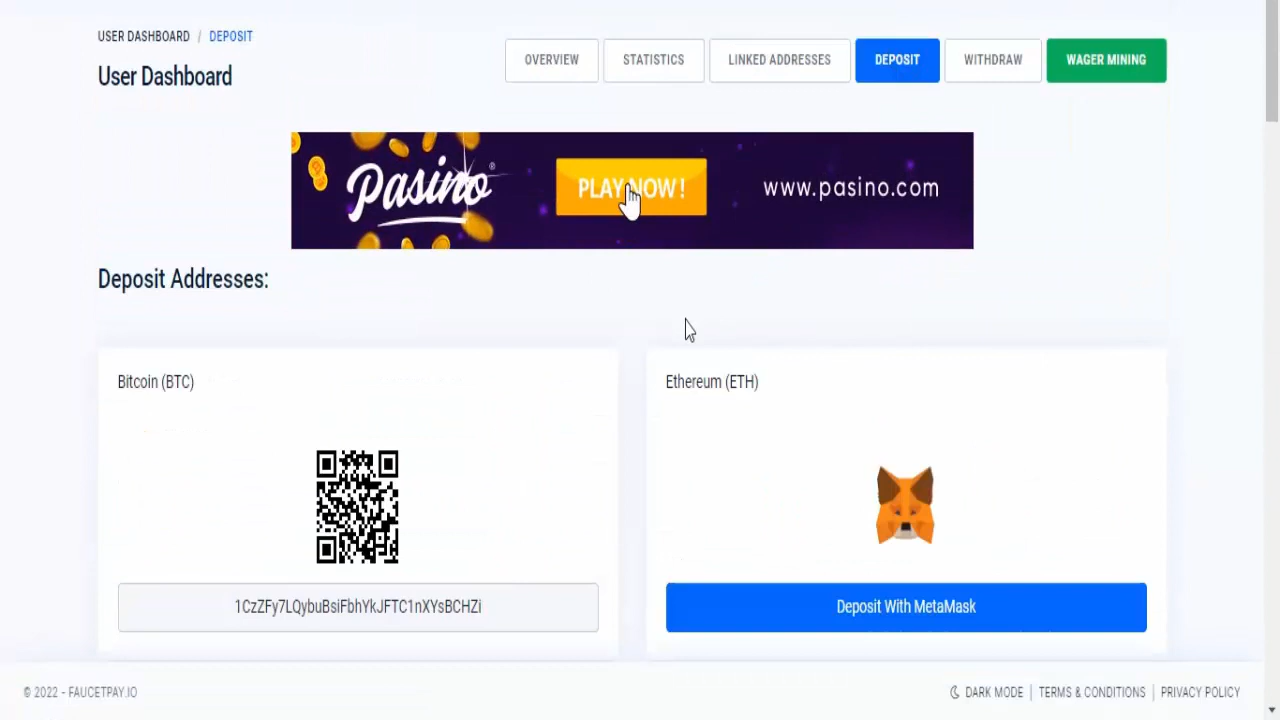 USER DASHBOARD / DEPOSIT
User Dashboard
OVERVIEW
STATISTICS
LINKED ADDRESSES
DEPOSIT
WITHDRAW
WAGER MINING
Pasino®
PLAY NOW!
www.pasino.com
Deposit Addresses:
Bitcoin (BTC)
Ethereum (ETH)
1CzZFy7LQybuBsiFbhYkJFTC1nXYsBCHZi
Deposit With MetaMask
© 2022 - FAUCETPAY.IO
DARK MODE | TERMS & CONDITIONS | PRIVACY POLICY